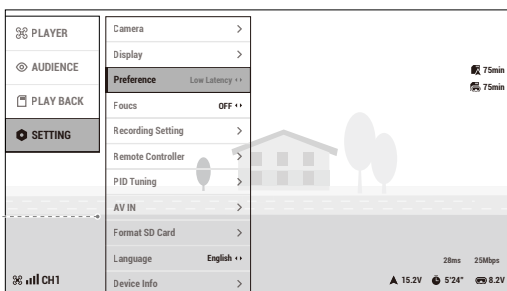 PLAYER
AUDIENCE
PLAY BACK
SETTING
Camera
Display
Preference Low Latency
Foucs OFF
Recording Setting
Remote Controller
PID Tuning
AV IN
Format SD Card
Language English
Device Info
75min
75min
28ms 25Mbps
CH1
15.2V 5'24" 8.2V